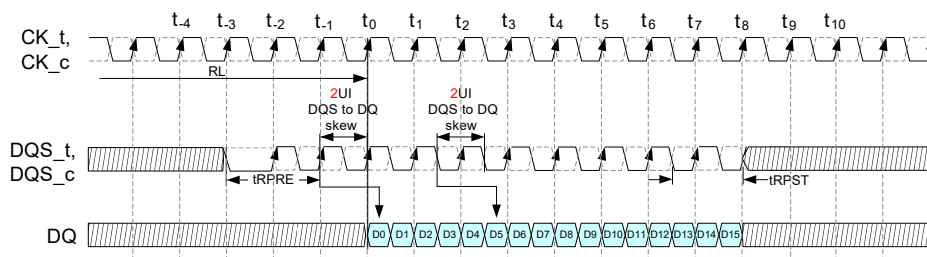 t-4 t-3 t-2 t-1 t0 t1 t2 t3 t4 t5 t6 t7 t8 t9 t10
CK_t,
CK_c
RL
2UI
DQS to DQ
skew
2UI
DQS to DQ
skew
DQS_t,
DQS_c
tRPRE
tRPST
DQ
D0 D1 D2 D3 D4 D5 D6 D7 D8 D9 D10 D11 D12 D13 D14 D15